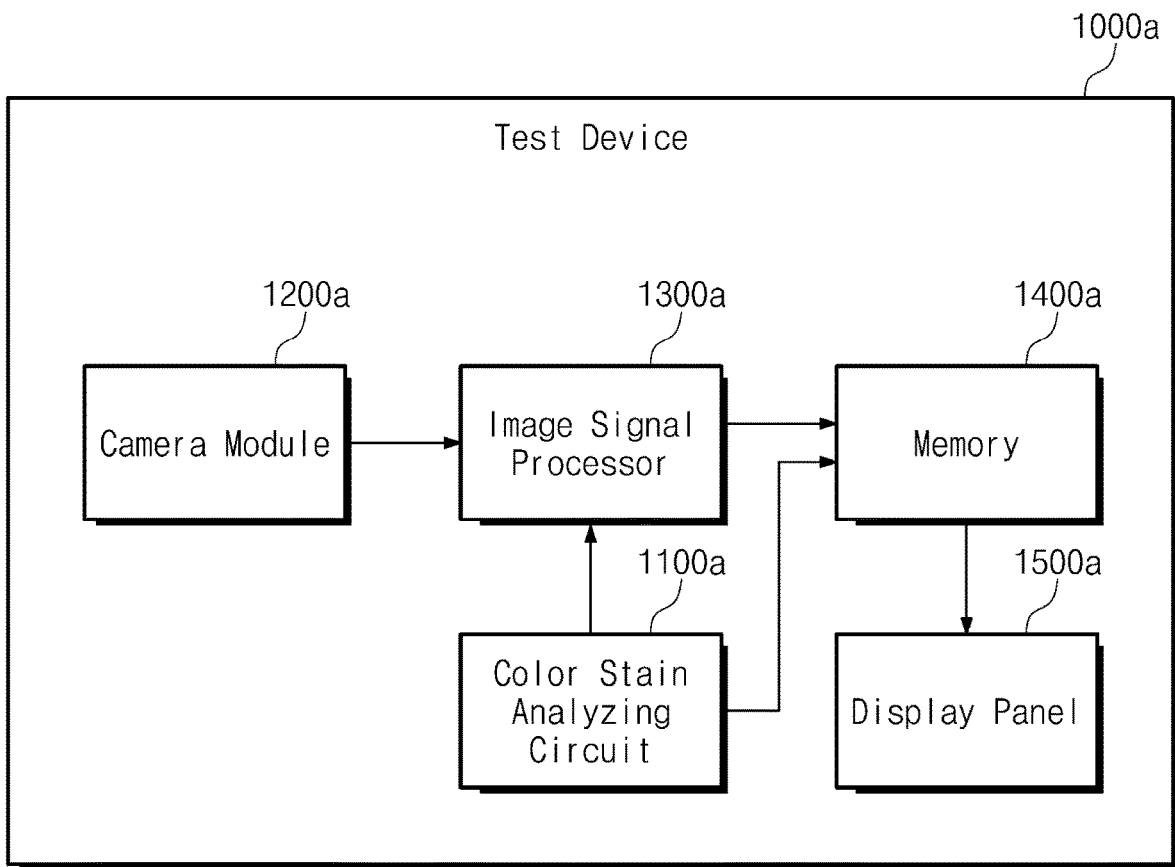 1000a
Test Device
1200a
1300a
1400a
Camera Module
Image Signal
Processor
Memory
1100a
1500a
Color Stain
Analyzing
Circuit
Display Panel